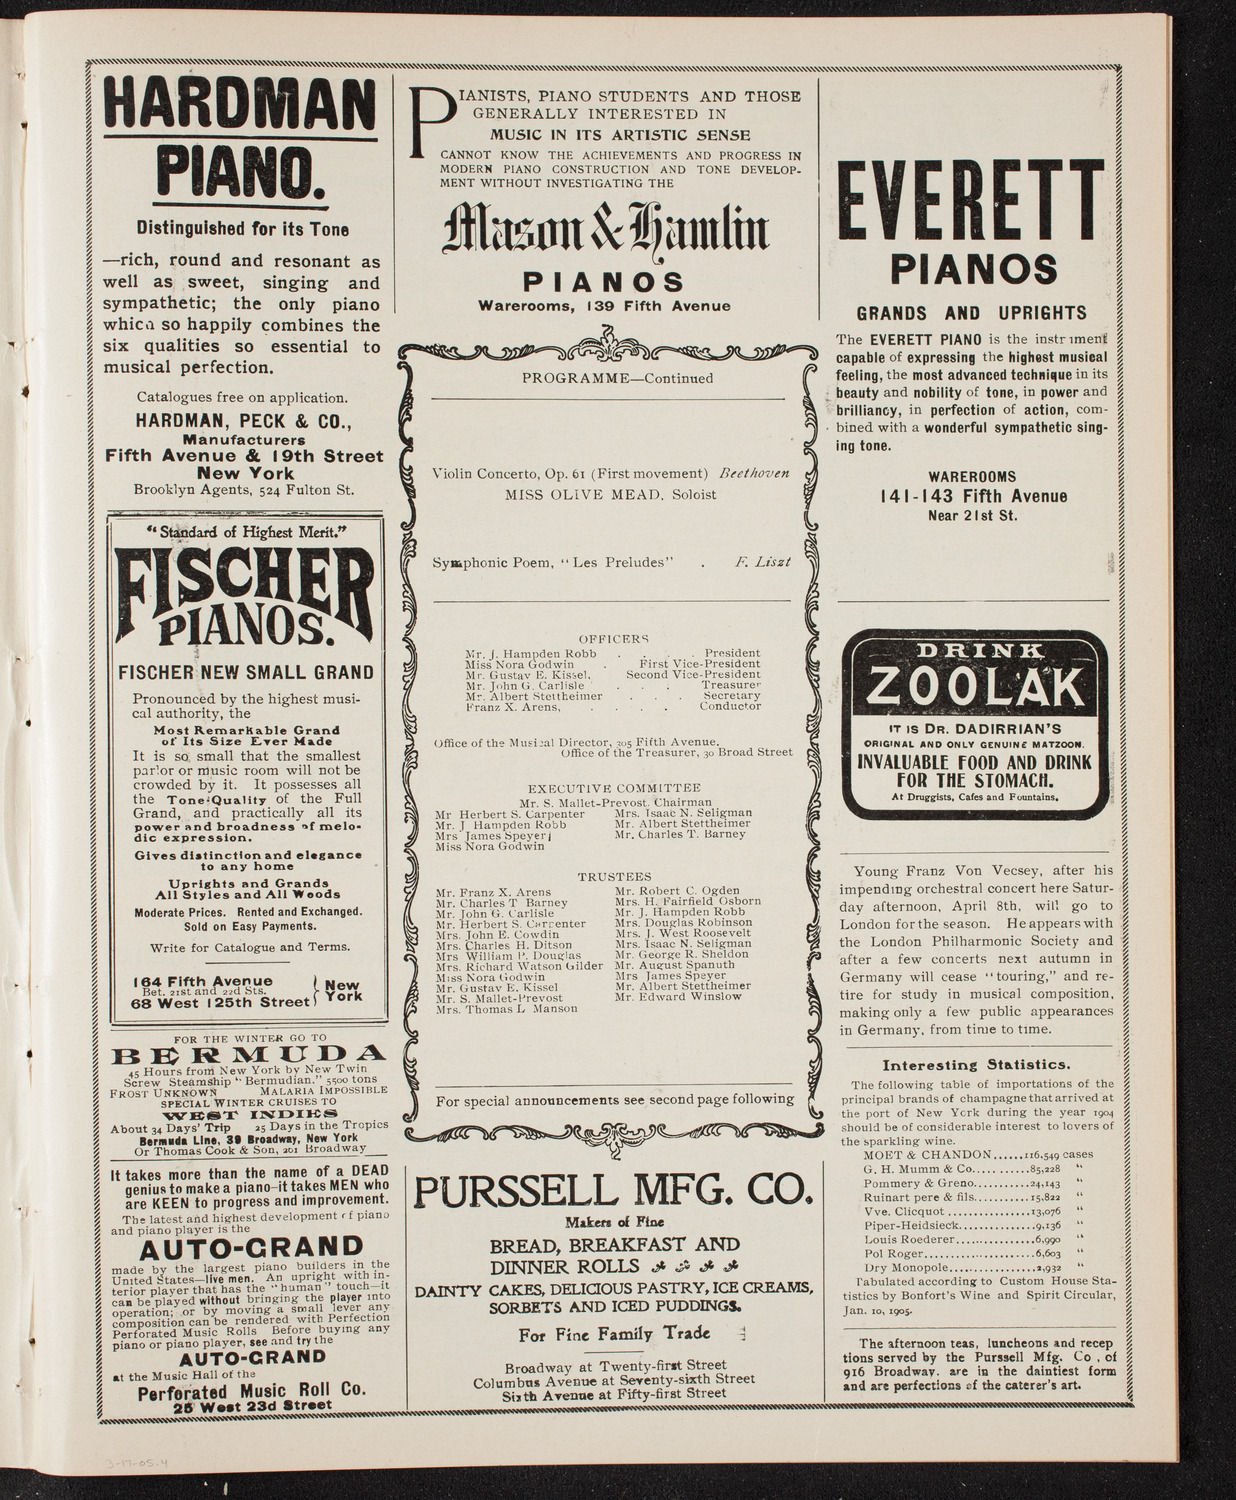 HARDMAN
PIANO.
Distinguished for its Tone
—rich, round and resonant as
well as sweet, singing and
sympathetic; the only piano
which so happily combines the
six qualities so essential to
musical perfection.
Catalogues free on application.
HARDMAN, PECK & CO.,
Manufacturers
Fifth Avenue & 19th Street
New York
Brooklyn Agents, 524 Fulton St.
"Standard of Highest Merit."
FISCHER
PIANOS.
FISCHER NEW SMALL GRAND
Pronounced by the highest musi-
cal authority, the
Most Remarkable Grand
of Its Size Ever Made
It is so small that the smallest
parlor or music room will not be
crowded by it. It possesses all
the Tone-Quality of the Full
Grand, and practically all its
power and broadness of melo-
dic expression.
Gives distinction and elegance
to any home
Uprights and Grands
All Styles and All Woods
Moderate Prices. Rented and Exchanged.
Sold on Easy Payments.
Write for Catalogue and Terms.
164 Fifth Avenue
Bet. 21st and 22d Sts.
68 West 125th Street
New
York
FOR THE WINTER GO TO
BERMUDA
45 Hours from New York by New Twin
Screw Steamship "Bermudian," 5500 tons
FROST UNKNOWN MALARIA IMPOSSIBLE
SPECIAL WINTER CRUISES TO
WEST INDIES
About 34 Days' Trip 25 Days in the Tropics
Bermuda Line, 39 Broadway, New York
Or Thomas Cook & Son, 201 Broadway
It takes more than the name of a DEAD
genius to make a piano—it takes MEN who
are KEEN to progress and improvement.
The latest and highest development of piano
and piano player is the
AUTO-GRAND
made by the largest piano builders in the
United States—live men. An upright with in-
terior player that has the "human" touch—it
can be played without bringing the player into
operation; or by moving a small lever any
composition can be rendered with Perfection
Perforated Music Rolls Before buying any
piano or piano player, see and try the
AUTO-GRAND
at the Music Hall of the
Perforated Music Roll Co.
25 West 23d Street
PIANISTS, PIANO STUDENTS AND THOSE
GENERALLY INTERESTED IN
MUSIC IN ITS ARTISTIC SENSE
CANNOT KNOW THE ACHIEVEMENTS AND PROGRESS IN
MODERN PIANO CONSTRUCTION AND TONE DEVELOP-
MENT WITHOUT INVESTIGATING THE
Mason & Hamlin
PIANOS
Warerooms, 139 Fifth Avenue
PROGRAMME—Continued
Violin Concerto, Op. 61 (First movement) Beethoven
MISS OLIVE MEAD, Soloist
Symphonic Poem, "Les Preludes" . F. Liszt
OFFICERS
Mr. J. Hampden Robb . . . . President
Miss Nora Godwin . First Vice-President
Mr. Gustav E. Kissel, Second Vice-President
Mr. John G. Carlisle . . . Treasurer
Mr. Albert Stettheimer . . . Secretary
Franz X. Arens, . . . . Conductor
Office of the Musical Director, 305 Fifth Avenue.
Office of the Treasurer, 30 Broad Street
EXECUTIVE COMMITTEE
Mr. S. Mallet-Prevost, Chairman
Mr Herbert S. Carpenter Mrs. Isaac N. Seligman
Mr. J Hampden Robb Mr. Albert Stettheimer
Mrs James Speyer Mr. Charles T. Barney
Miss Nora Godwin
TRUSTEES
Mr. Franz X. Arens Mr. Robert C. Ogden
Mr. Charles T Barney Mrs. H. Fairfield Osborn
Mr. John G. Carlisle Mr. J. Hampden Robb
Mr. Herbert S. Carpenter Mrs. Douglas Robinson
Mrs. John E. Cowdin Mrs. J. West Roosevelt
Mrs. Charles H. Ditson Mrs. Isaac N. Seligman
Mrs William P. Douglas Mr. George R. Sheldon
Mrs. Richard Watson Gilder Mr. August Spanuth
Miss Nora Godwin Mrs James Speyer
Mr. Gustav E. Kissel Mr. Albert Stettheimer
Mr. S. Mallet-Prevost Mr. Edward Winslow
Mrs. Thomas L Manson
For special announcements see second page following
PURSSELL MFG. CO.
Makers of Fine
BREAD, BREAKFAST AND
DINNER ROLLS
DAINTY CAKES, DELICIOUS PASTRY, ICE CREAMS,
SORBETS AND ICED PUDDINGS.
For Fine Family Trade
Broadway at Twenty-first Street
Columbus Avenue at Seventy-sixth Street
Sixth Avenue at Fifty-first Street
EVERETT
PIANOS
GRANDS AND UPRIGHTS
The EVERETT PIANO is the instrument
capable of expressing the highest musical
feeling, the most advanced technique in its
beauty and nobility of tone, in power and
brilliancy, in perfection of action, com-
bined with a wonderful sympathetic sing-
ing tone.
WAREROOMS
141-143 Fifth Avenue
Near 21st St.
DRINK
ZOOLAK
IT IS DR. DADIRRIAN'S
ORIGINAL AND ONLY GENUINE MATZOON.
INVALUABLE FOOD AND DRINK
FOR THE STOMACH.
At Druggists, Cafes and Fountains.
Young Franz Von Vecsey, after his
impending orchestral concert here Satur-
day afternoon, April 8th, will go to
London for the season. He appears with
the London Philharmonic Society and
after a few concerts next autumn in
Germany will cease "touring," and re-
tire for study in musical composition,
making only a few public appearances
in Germany, from time to time.
Interesting Statistics.
The following table of importations of the
principal brands of champagne that arrived at
the port of New York during the year 1904
should be of considerable interest to lovers of
the sparkling wine.
MOET & CHANDON......116,549 cases
G. H. Mumm & Co..........85,228 "
Pommery & Greno............24,143 "
Ruinart pere & fils...........15,822 "
Vve. Clicquot................13,076 "
Piper-Heidsieck...............9,136 "
Louis Roederer...............6,990 "
Pol Roger.....................6,603 "
Dry Monopole.................2,932 "
Tabulated according to Custom House Sta-
tistics by Bonfort's Wine and Spirit Circular,
Jan. 10, 1905.
The afternoon teas, luncheons and recep
tions served by the Purssell Mfg. Co , of
916 Broadway. are in the daintiest form
and are perfections of the caterer's art.
3-17-05.4